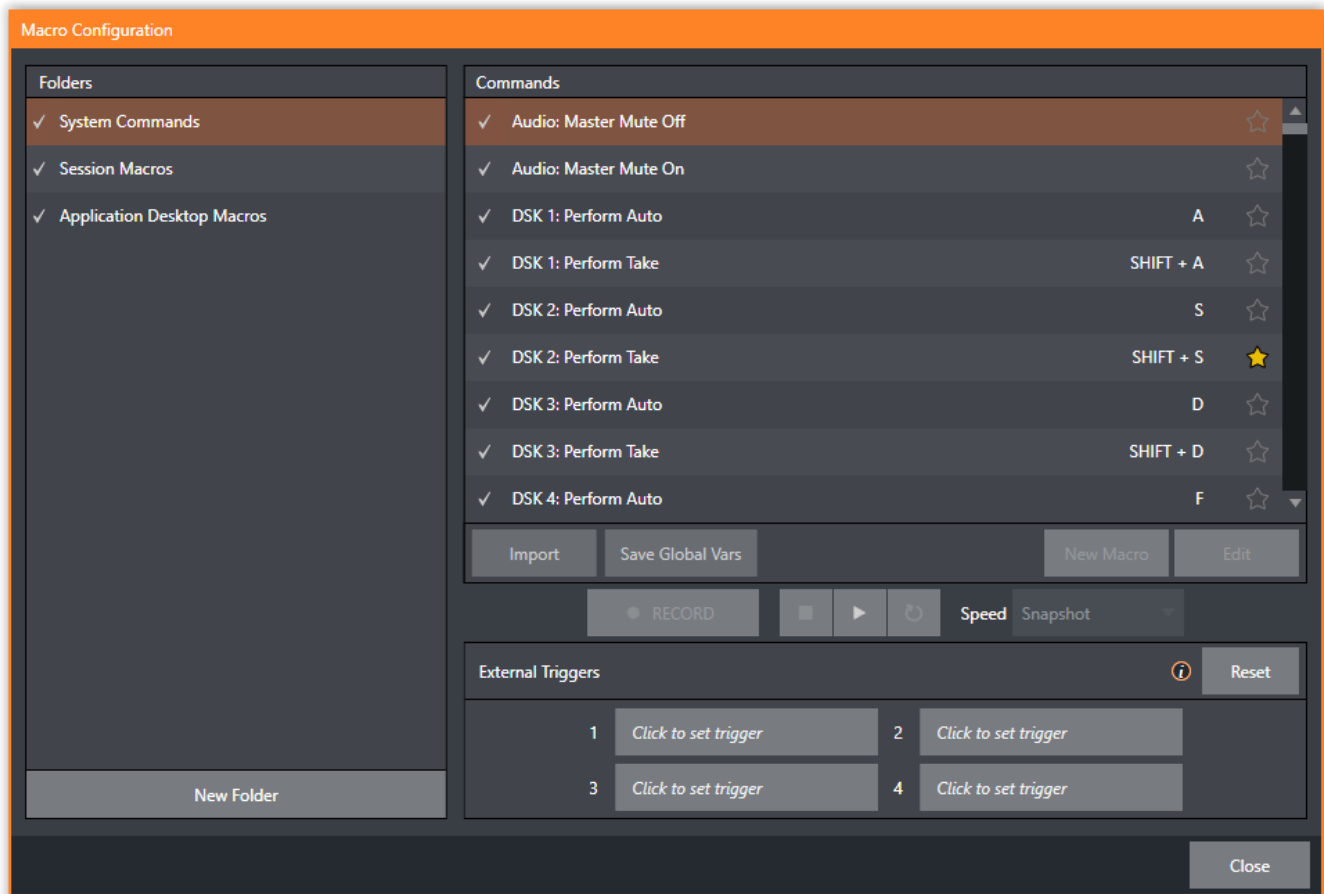 Macro Configuration
Folders
System Commands
Session Macros
Application Desktop Macros
New Folder
Commands
Audio: Master Mute Off
Audio: Master Mute On
DSK 1: Perform Auto A
DSK 1: Perform Take SHIFT + A
DSK 2: Perform Auto S
DSK 2: Perform Take SHIFT + S
DSK 3: Perform Auto D
DSK 3: Perform Take SHIFT + D
DSK 4: Perform Auto F
Import Save Global Vars New Macro Edit
RECORD Speed Snapshot
External Triggers i Reset
1 Click to set trigger 2 Click to set trigger
3 Click to set trigger 4 Click to set trigger
Close